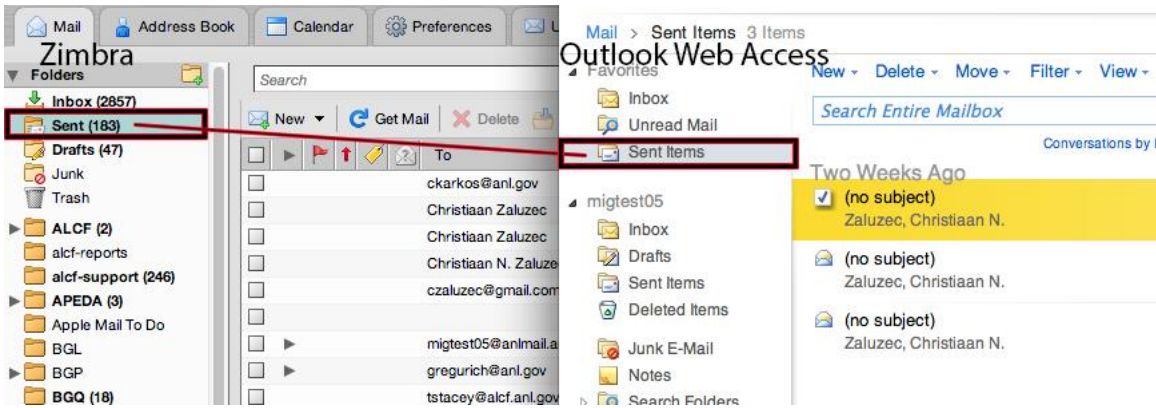 Mail
Address Book
Calendar
Preferences
Zimbra
Folders
Inbox (2857)
Sent (183)
Drafts (47)
Junk
Trash
ALCF (2)
alcf-reports
alcf-support (246)
APEDA (3)
Apple Mail To Do
BGL
BGP
BGQ (18)
Search
New
Get Mail
Delete
To
ckarkos@anl.gov
Christiaan Zaluzec
Christiaan Zaluzec
Christiaan N. Zaluze
czaluzec@gmail.com
migtest05@anlmail.a
gregurich@anl.gov
tstacey@alcf.anl.gov
Mail > Sent Items 3 Items
Outlook Web Access
Favorites
Inbox
Unread Mail
Sent Items
migtest05
Inbox
Drafts
Sent Items
Deleted Items
Junk E-Mail
Notes
Search Folders
New Delete Move Filter View
Search Entire Mailbox
Conversations by
Two Weeks Ago
(no subject)
Zaluzec, Christiaan N.
(no subject)
Zaluzec, Christiaan N.
(no subject)
Zaluzec, Christiaan N.